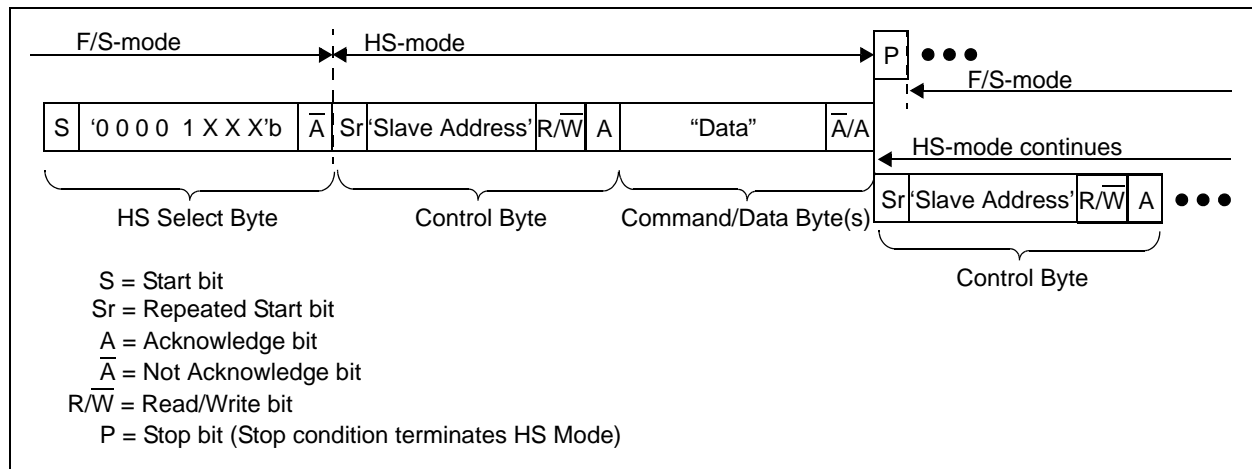 F/S-mode HS-mode
P ●●●
F/S-mode
S '0 0 0 0 1 X X X'b A̅ Sr 'Slave Address' R/W̅ A "Data" A̅/A
HS-mode continues
Sr 'Slave Address' R/W̅ A ●●●
HS Select Byte Control Byte Command/Data Byte(s)
Control Byte
S = Start bit
Sr = Repeated Start bit
A = Acknowledge bit
A̅ = Not Acknowledge bit
R/W̅ = Read/Write bit
P = Stop bit (Stop condition terminates HS Mode)